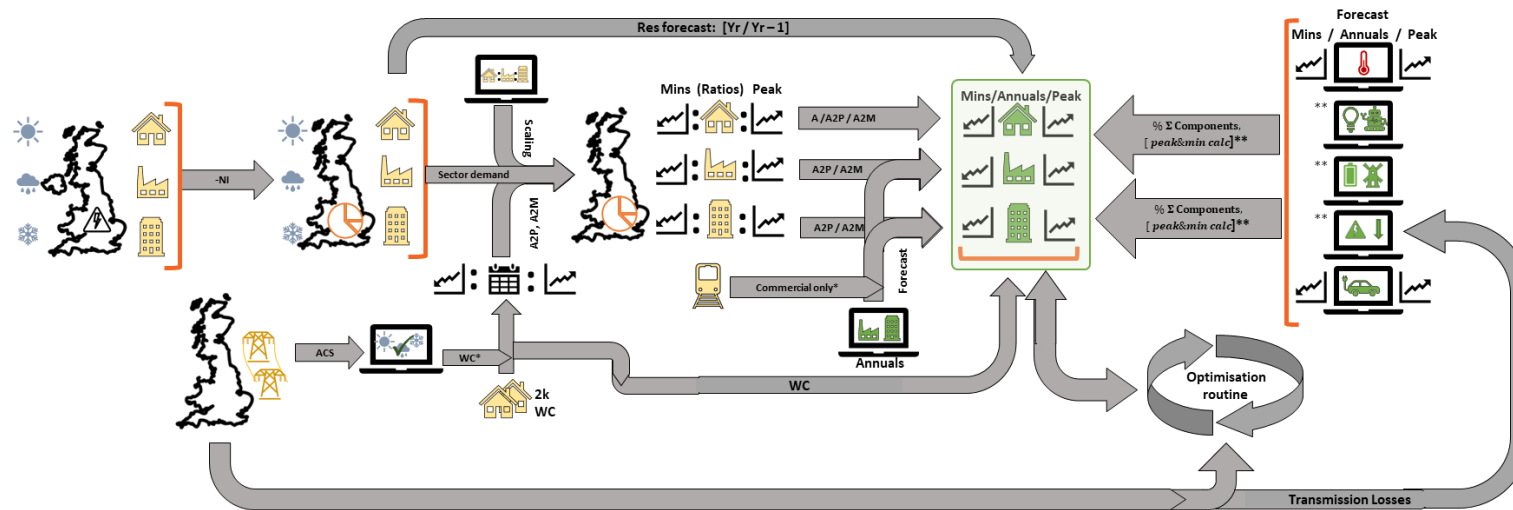 Res forecast: [Yr / Yr – 1]
Forecast
Mins / Annuals / Peak
Mins (Ratios) Peak
Mins/Annuals/Peak
Scaling
A /A2P / A2M
**
% Σ Components,
[ peak&min calc]**
-NI
Sector demand
A2P / A2M
**
A2P, A2M
A2P / A2M
% Σ Components,
[ peak&min calc]**
**
Commercial only*
Forecast
Annuals
ACS
WC*
2k
WC
WC
Optimisation
routine
Transmission Losses